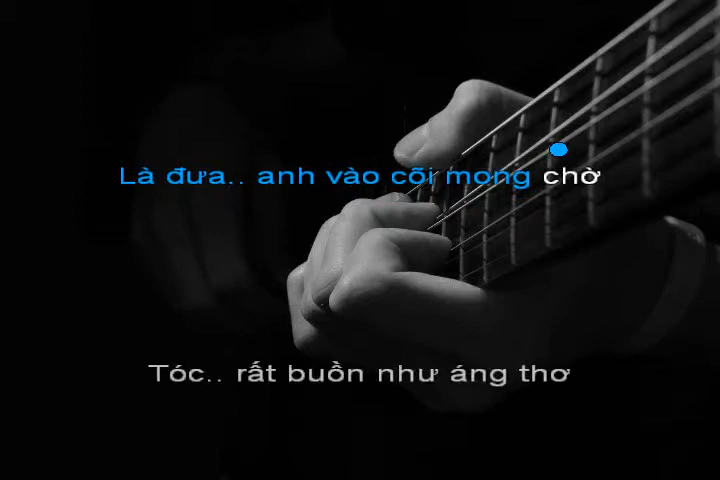 Là đưa.. anh vào cõi mong chờ
Tóc.. rất buồn như áng thơ